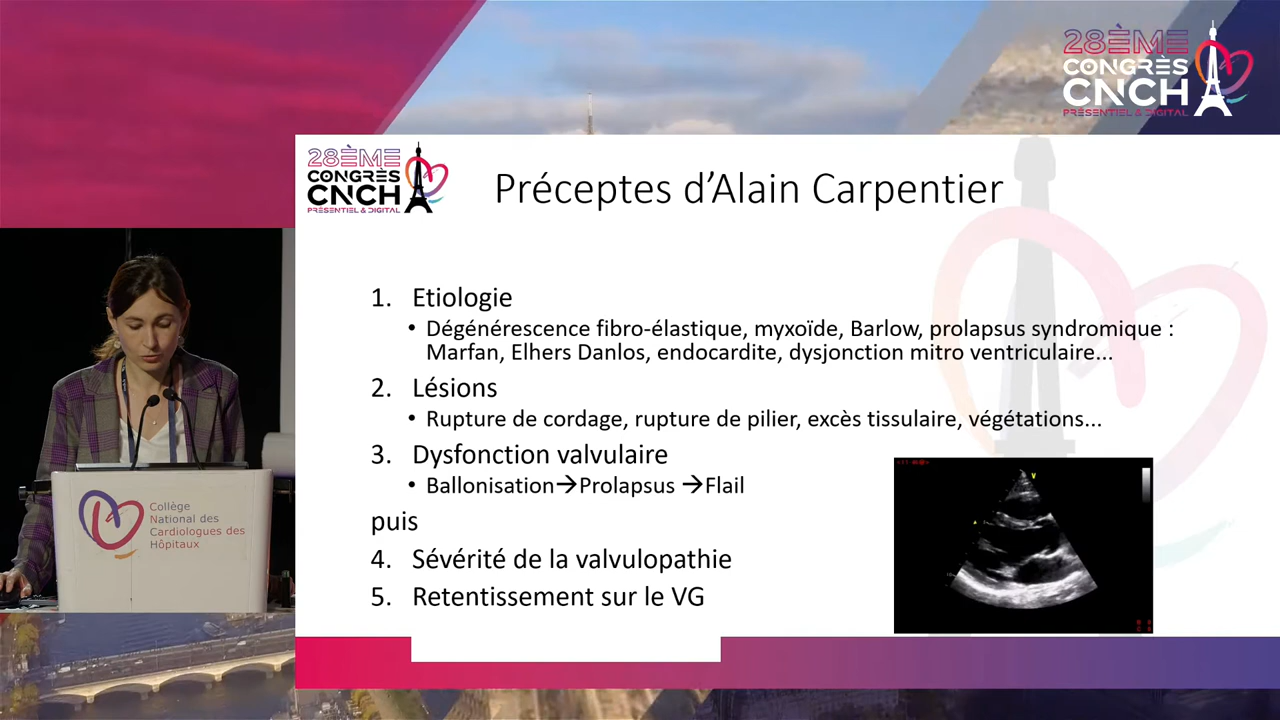 28ÈME
CONGRÈS
CNCH
PRÉSENTIEL & DIGITAL
28ÈME
CONGRÈS
CNCH
PRÉSENTIEL & DIGITAL
Préceptes d’Alain Carpentier
1. Etiologie
• Dégénérescence fibro-élastique, myxoïde, Barlow, prolapsus syndromique :
Marfan, Elhers Danlos, endocardite, dysjonction mitro ventriculaire...
2. Lésions
• Rupture de cordage, rupture de pilier, excès tissulaire, végétations...
3. Dysfonction valvulaire
• Ballonisation→Prolapsus →Flail
puis
4. Sévérité de la valvulopathie
5. Retentissement sur le VG
V
Collège
National des
Cardiologues des
Hôpitaux